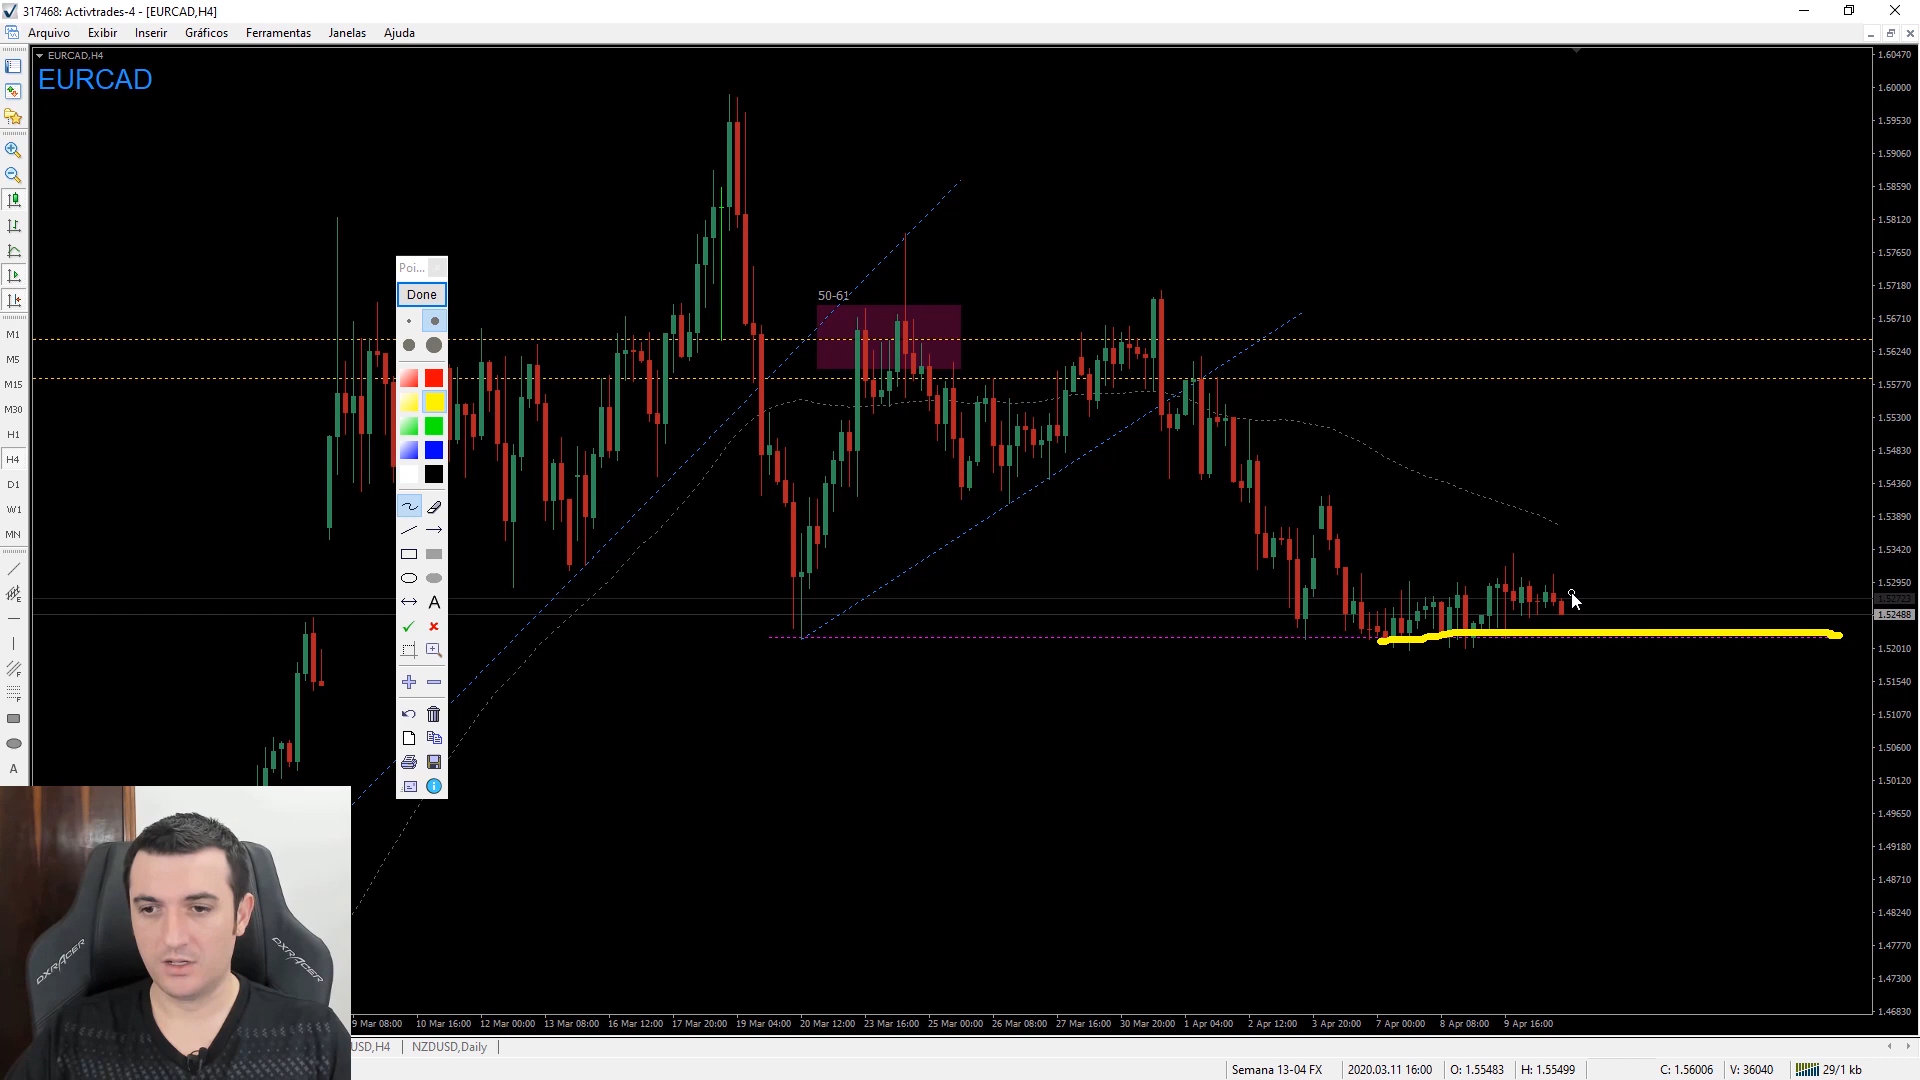 317468: Activtrades-4 - [EURCAD,H4]
Arquivo Exibir Inserir Gráficos Ferramentas Janelas Ajuda
EURCAD,H4
EURCAD
1.60470
1.60000
1.59530
1.59060
1.58590
1.58120
1.57650
1.57180
1.56710
1.56240
1.55770
1.55300
1.54830
1.54360
1.53890
1.53420
1.52950
1.52723
1.52488
1.52010
1.51540
1.51070
1.50600
1.50120
1.49650
1.49180
1.48710
1.48240
1.47770
1.47300
1.46830
M1
M5
M15
M30
H1
H4
D1
W1
MN
E
F
F
A
Poi...
Done
A
50-61
DXRACER
DXRACER
9 Mar 08:00 10 Mar 16:00 12 Mar 00:00 13 Mar 08:00 16 Mar 12:00 17 Mar 20:00 19 Mar 04:00 20 Mar 12:00 23 Mar 16:00 25 Mar 00:00 26 Mar 08:00 27 Mar 16:00 30 Mar 20:00 1 Apr 04:00 2 Apr 12:00 3 Apr 20:00 7 Apr 00:00 8 Apr 08:00 9 Apr 16:00
USD,H4 | NZDUSD,Daily |
Semana 13-04 FX 2020.03.11 16:00 O: 1.55483 H: 1.55499 C: 1.56006 V: 36040 29/1 kb